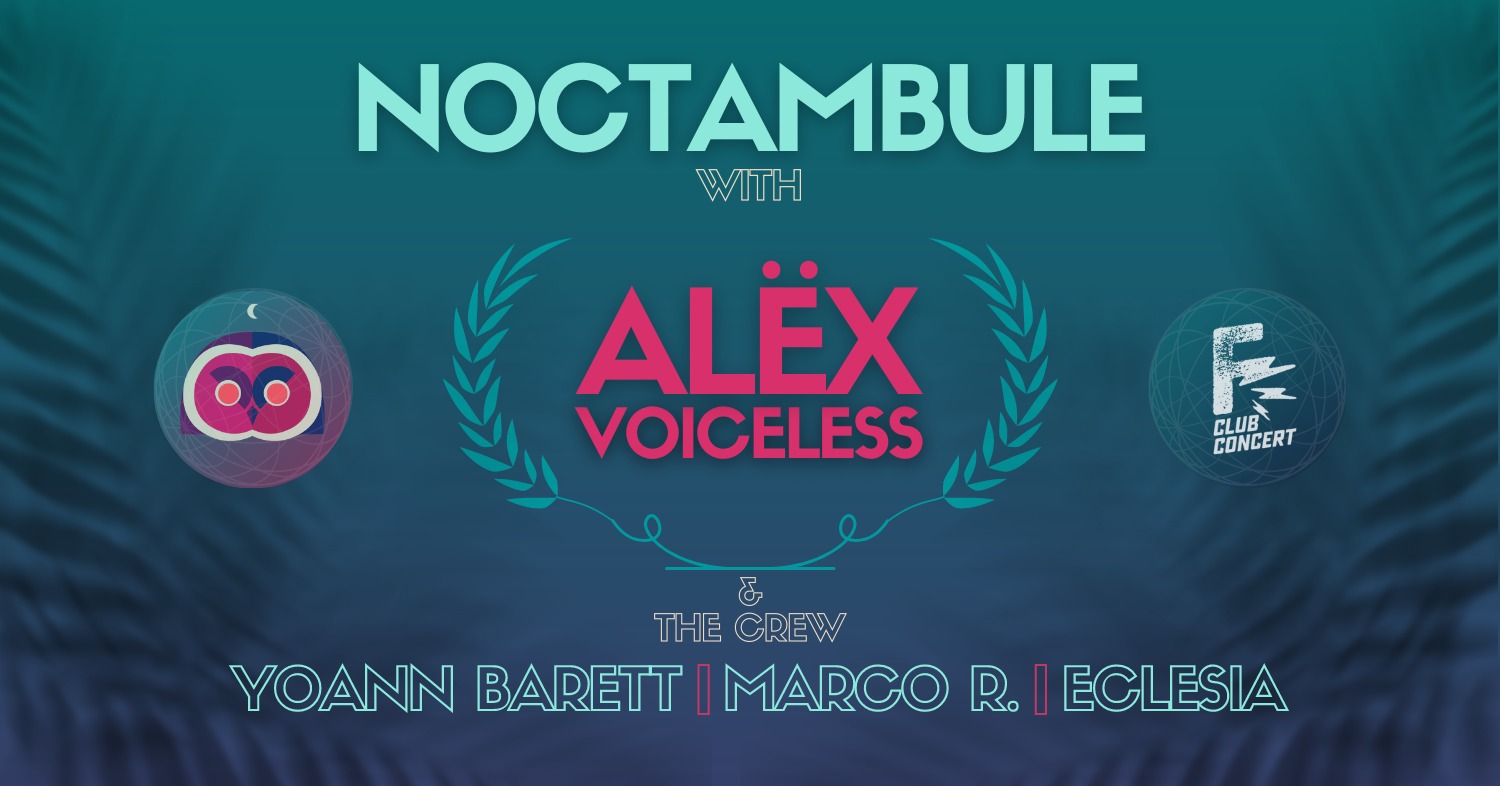 NOCTAMBULE
WITH
ALËX
VOICELESS
F
CLUB
CONCERT
&
THE CREW
YOANN BARETT | MARCO R. | ECLESIA